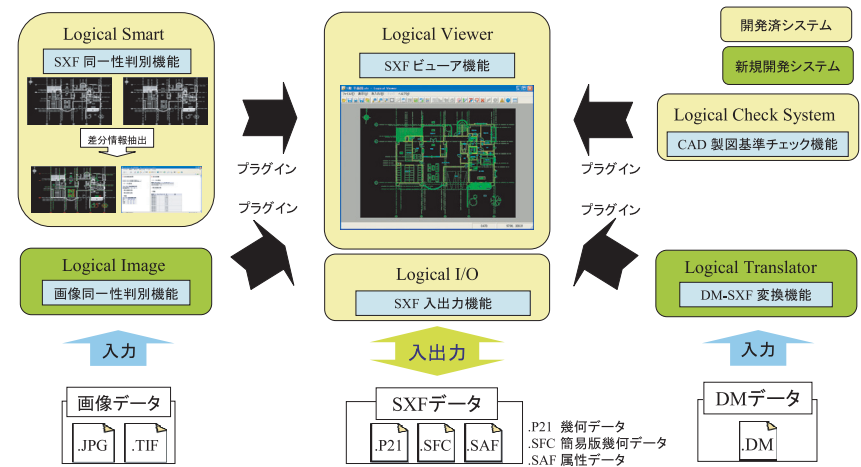 Logical Smart
SXF 同一性判別機能
差分情報抽出
プラグイン
プラグイン
Logical Image
画像同一性判別機能
入力
画像データ
.JPG
.TIF
Logical Viewer
SXF ビューア機能
Logical I/O
SXF 入出力機能
入出力
SXFデータ
.P21
.SFC
.SAF
.P21 幾何データ
.SFC 簡易版幾何データ
.SAF 属性データ
開発済システム
新規開発システム
Logical Check System
CAD 製図基準チェック機能
プラグイン
プラグイン
Logical Translator
DM-SXF 変換機能
入力
DMデータ
.DM